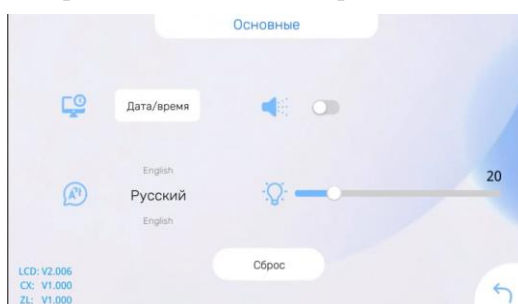 Основные
Дата/время
English
Русский
English
20
Сброс
LCD: V2.006
CX: V1.000
ZL: V1.000